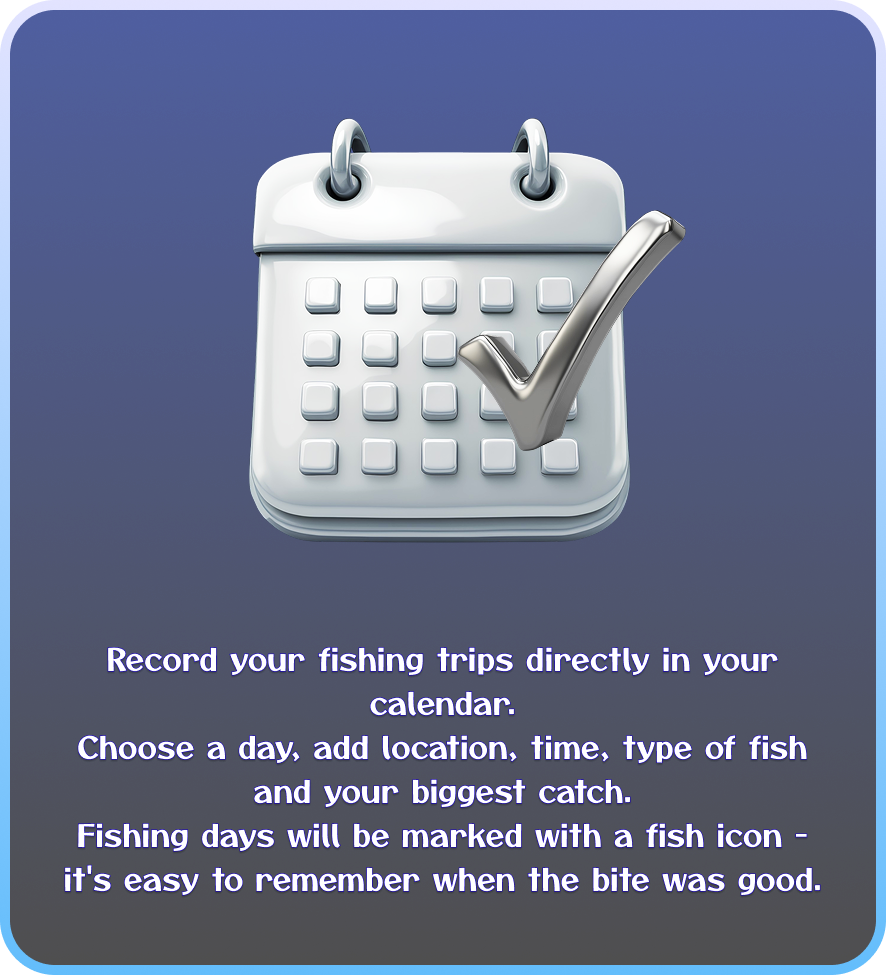 Record your fishing trips directly in your
calendar.
Choose a day, add location, time, type of fish
and your biggest catch.
Fishing days will be marked with a fish icon -
it's easy to remember when the bite was good.